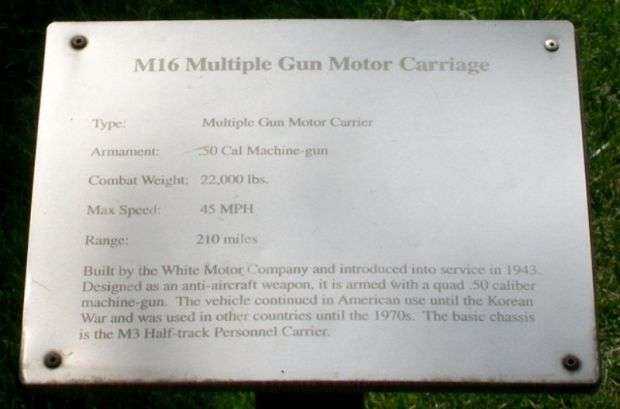 M16 Multiple Gun Motor Carriage
Type: Multiple Gun Motor Carrier
Armament: .50 Cal Machine-gun
Combat Weight: 22,000 lbs.
Max Speed: 45 MPH
Range: 210 miles
Built by the White Motor Company and introduced into service in 1943.
Designed as an anti-aircraft weapon, it is armed with a quad .50 caliber
machine-gun. The vehicle continued in American use until the Korean
War and was used in other countries until the 1970s. The basic chassis
is the M3 Half-track Personnel Carrier.